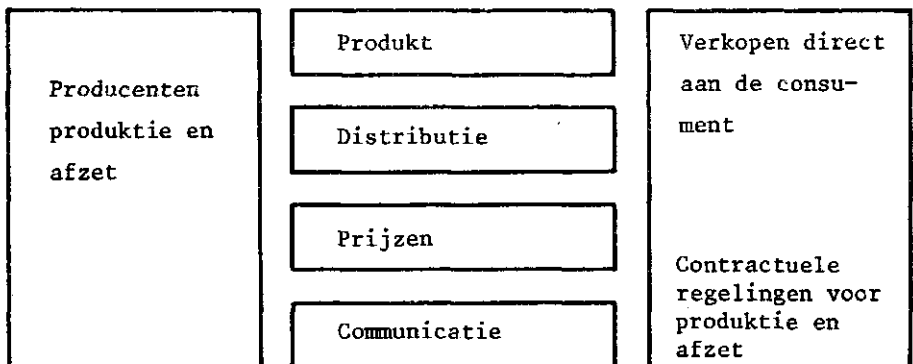 Producenten
produktie en
afzet
Produkt
Distributie
Prijzen
Communicatie
Verkopen direct
aan de consu-
ment
Contractuele
regelingen voor
produktie en
afzet